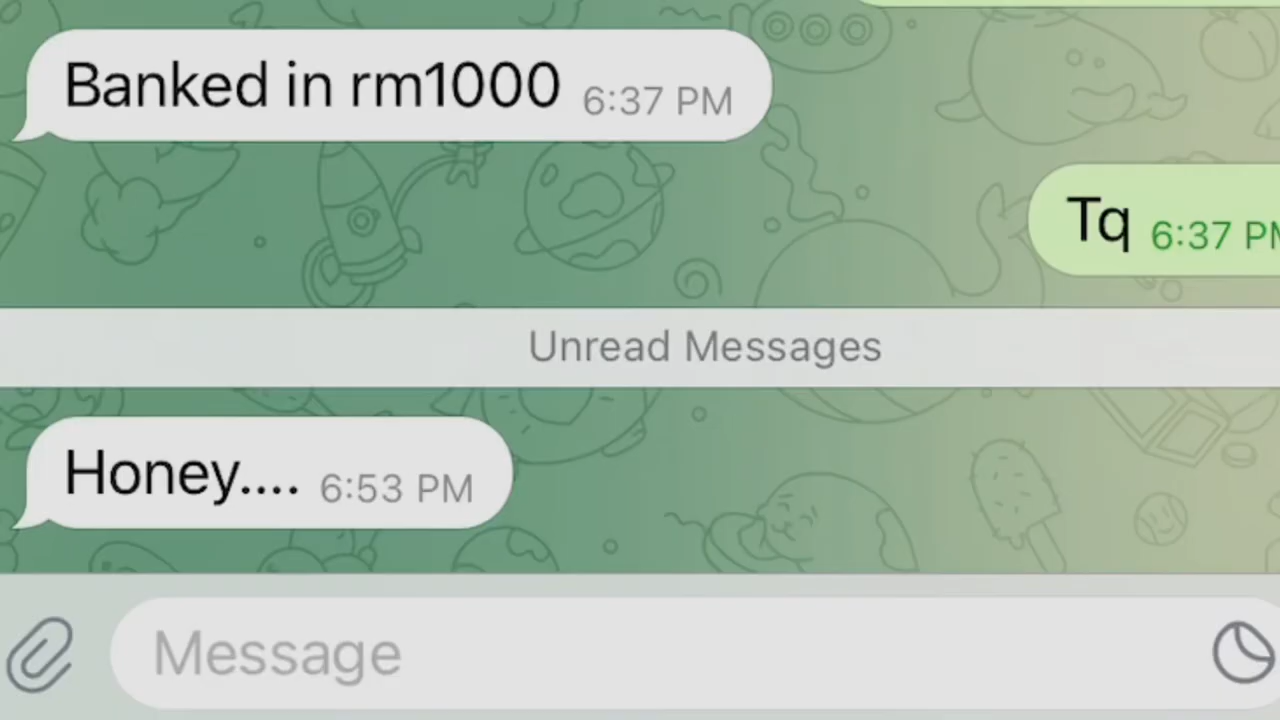 Banked in rm1000 6:37 PM
Tq 6:37 PM
Unread Messages
Honey.... 6:53 PM
Message